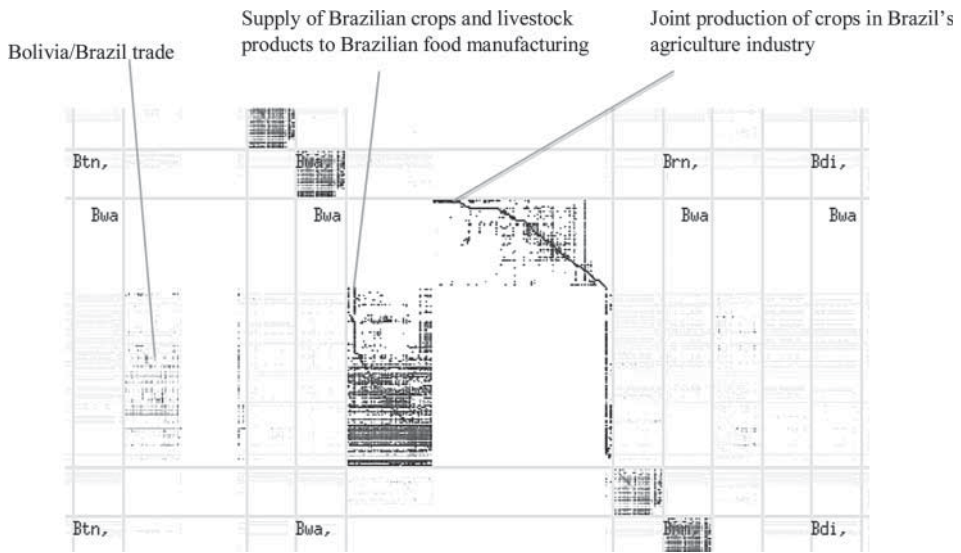 Supply of Brazilian crops and livestock
products to Brazilian food manufacturing
Joint production of crops in Brazil's
agriculture industry
Bolivia/Brazil trade
Btn,
Brn,
Bdi,
Bwa
Bwa
Bwa
Bwa
Btn,
Bwa,
Bdi,